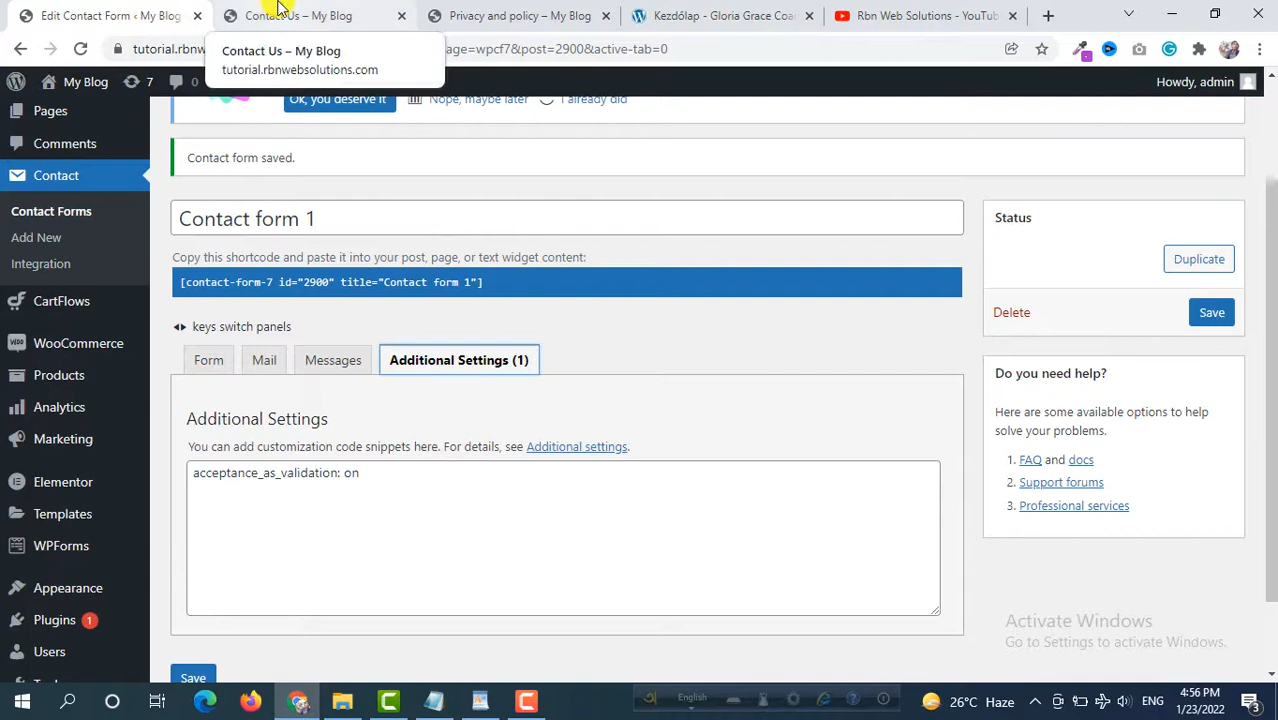 Edit Contact Form ‹ My Blog
Contact Us – My Blog
Privacy and policy – My Blog
Kezdőlap - Gloria Grace Coac
Rbn Web Solutions - YouTub
tutorial.rbnw
page=wpcf7&post=2900&active-tab=0
Contact Us – My Blog
tutorial.rbnwebsolutions.com
My Blog
7
0
Howdy, admin
Ok, you deserve it
Nope, maybe later
I already did
Pages
Comments
Contact
Contact Forms
Add New
Integration
CartFlows
WooCommerce
Products
Analytics
Marketing
Elementor
Templates
WPForms
Appearance
Plugins 1
Users
Contact form saved.
Contact form 1
Copy this shortcode and paste it into your post, page, or text widget content:
[contact-form-7 id="2900" title="Contact form 1"]
keys switch panels
Form
Mail
Messages
Additional Settings (1)
Additional Settings
You can add customization code snippets here. For details, see Additional settings.
acceptance_as_validation: on
Save
Status
Duplicate
Delete
Save
Do you need help?
Here are some available options to help
solve your problems.
1. FAQ and docs
2. Support forums
3. Professional services
Activate Windows
Go to Settings to activate Windows.
English
26°C Haze
ENG
4:56 PM
1/23/2022
3